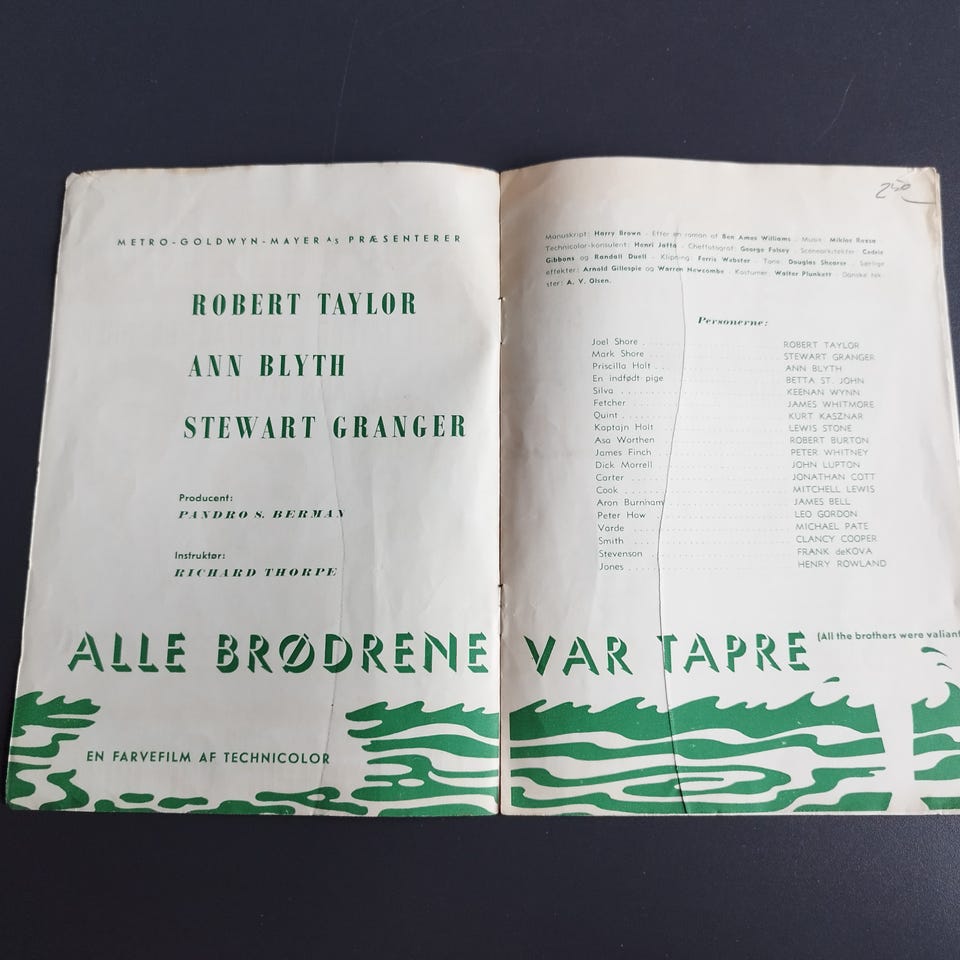 METRO-GOLDWYN-MAYER A/S PRÆSENTERER
ROBERT TAYLOR
ANN BLYTH
STEWART GRANGER
Producent:
PANDRO S. BERMAN
Instruktør:
RICHARD THORPE
250
Manuskript: Harry Brown · Efter en roman af Ben Ames Williams · Musik: Miklos Rozsa
Technicolor-konsulent: Henri Jaffa · Cheffotograf: George Folsey · Scenearkitekter: Cedric
Gibbons og Randall Duell · Klipning: Ferris Webster · Tone: Douglas Shearer · Særlige
effekter: Arnold Gillespie og Warren Newcombe · Kostumer: Walter Plunkett · Danske tek-
ster: A. V. Olsen.
Personerne:
Joel Shore ROBERT TAYLOR
Mark Shore STEWART GRANGER
Priscilla Holt ANN BLYTH
En indfødt pige BETTA ST. JOHN
Silva KEENAN WYNN
Fetcher JAMES WHITMORE
Quint KURT KASZNAR
Kaptajn Holt LEWIS STONE
Asa Worthen ROBERT BURTON
James Finch PETER WHITNEY
Dick Morrell JOHN LUPTON
Carter JONATHAN COTT
Cook MITCHELL LEWIS
Aron Burnham JAMES BELL
Peter How LEO GORDON
Varde MICHAEL PATE
Smith CLANCY COOPER
Stevenson FRANK deKOVA
Jones HENRY ROWLAND
ALLE BRØDRENE VAR TAPRE (All the brothers were valiant
EN FARVEFILM AF TECHNICOLOR